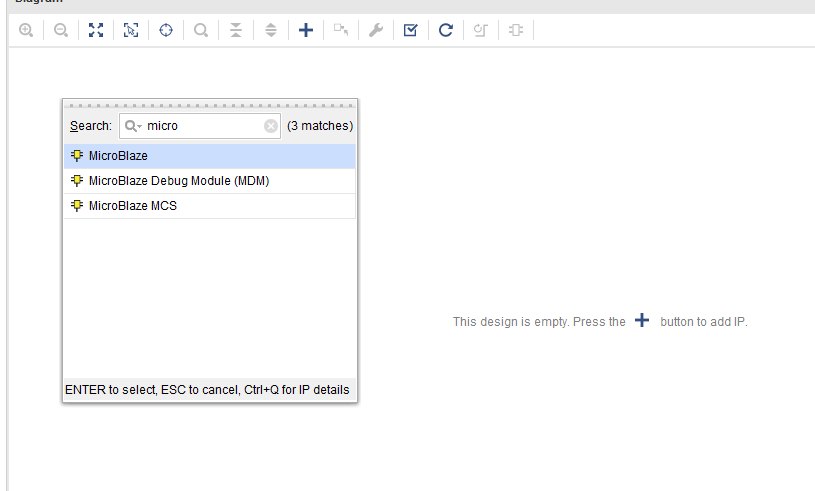 Diagram
Search: micro (3 matches)
MicroBlaze
MicroBlaze Debug Module (MDM)
MicroBlaze MCS
This design is empty. Press the button to add IP.
ENTER to select, ESC to cancel, Ctrl+Q for IP details